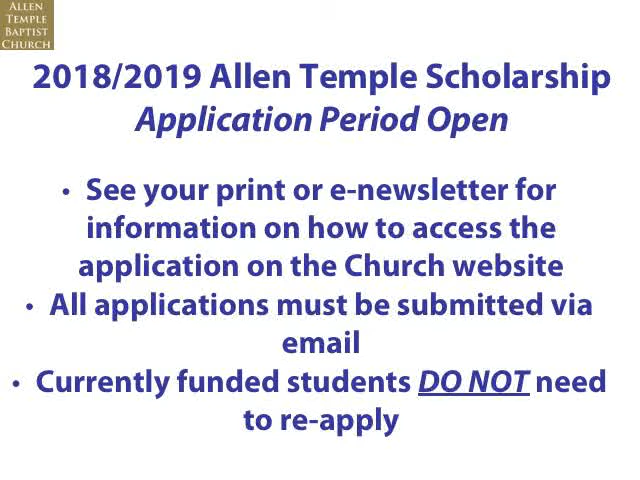 ALLEN
TEMPLE
BAPTIST
CHURCH
2018/2019 Allen Temple Scholarship
Application Period Open
• See your print or e-newsletter for
information on how to access the
application on the Church website
• All applications must be submitted via
email
• Currently funded students DO NOT need
to re-apply